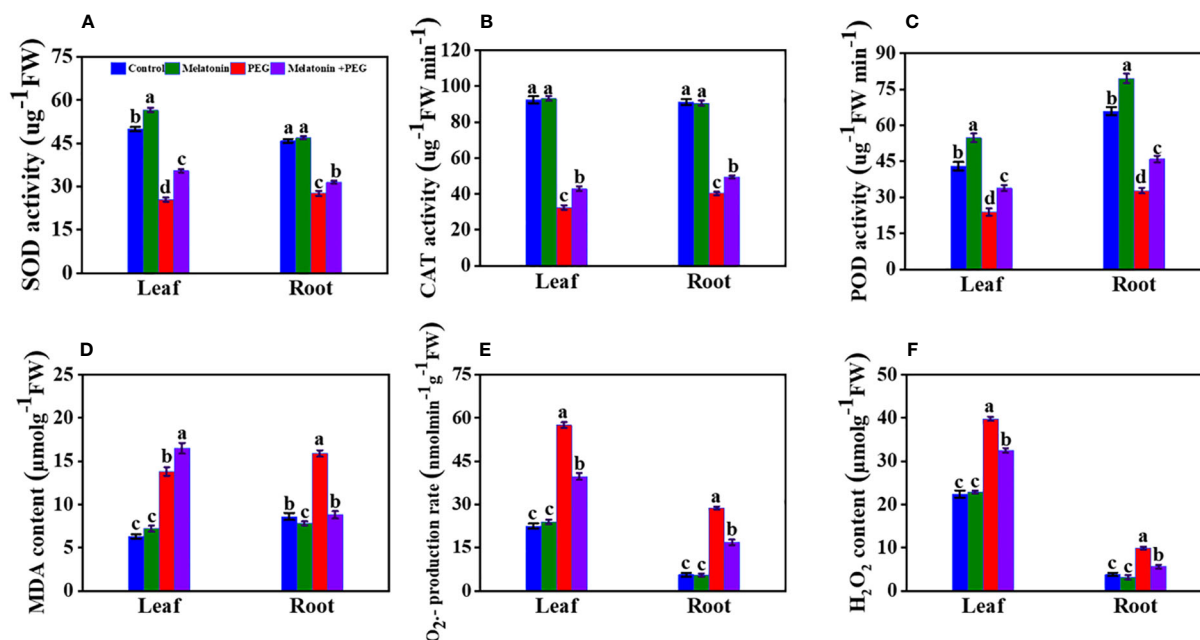 A
SOD activity (ug⁻¹FW)
75
60
45
30
15
0
Control Melatonin PEG Melatonin +PEG
b a d c
a a c b
Leaf Root
B
CAT activity (ug⁻¹FW min⁻¹)
120
100
80
60
40
20
0
a a c b
a a c b
Leaf Root
C
POD activity (ug⁻¹FW min⁻¹)
90
75
60
45
30
15
0
b a d c
b a d c
Leaf Root
D
MDA content (µmolg⁻¹FW)
25
20
15
10
5
0
c c b a
b c a b
Leaf Root
E
O₂·- production rate (nmolmin⁻¹g⁻¹FW)
75
60
45
30
15
0
c c a b
c c a b
Leaf Root
F
H₂O₂ content (µmolg⁻¹FW)
50
40
30
20
10
0
c c a b
c c a b
Leaf Root